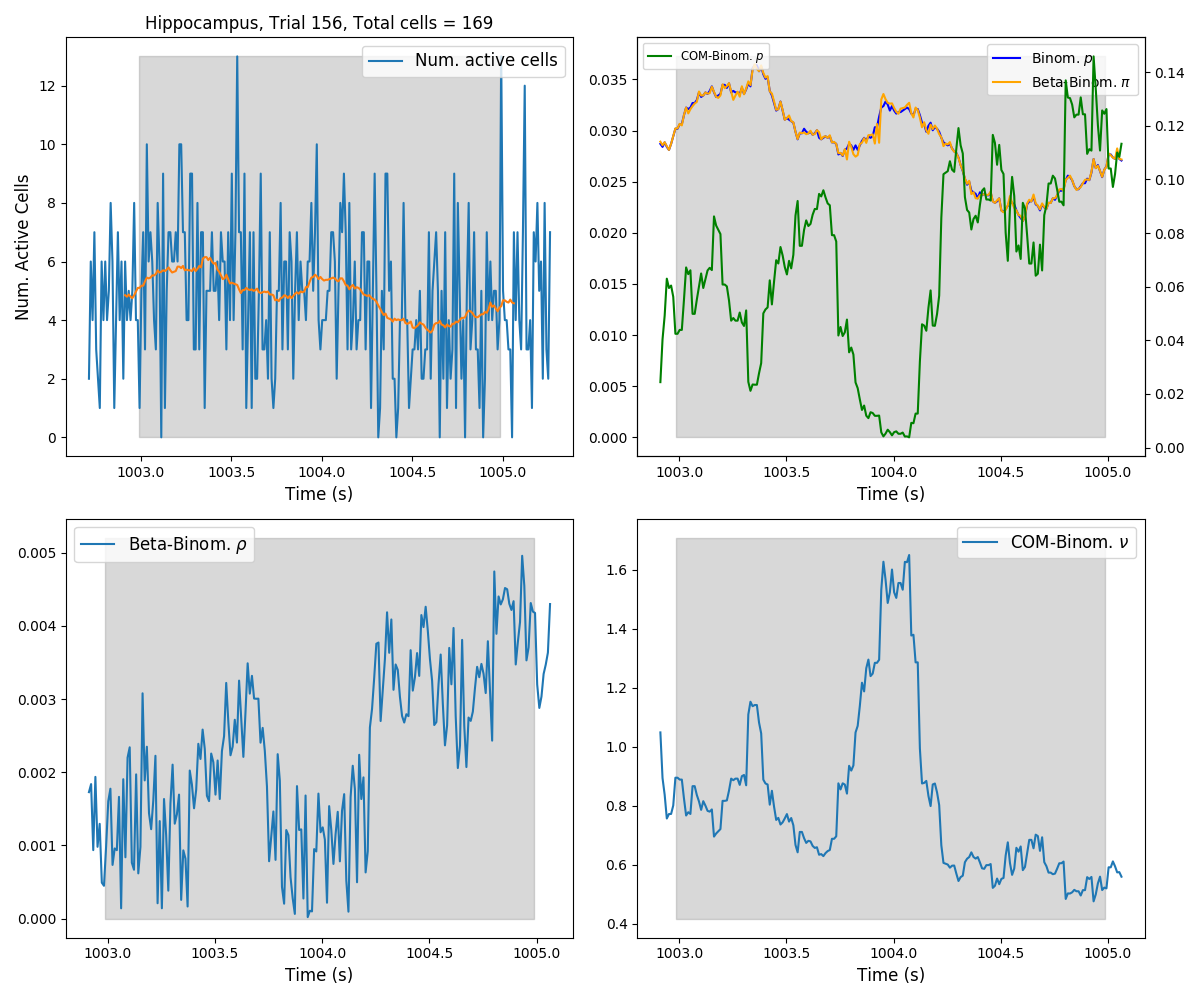 Hippocampus, Trial 156, Total cells = 169
Num. active cells
Num. Active Cells
12
10
8
6
4
2
0
1003.0 1003.5 1004.0 1004.5 1005.0
Time (s)
COM-Binom. p
Binom. p
Beta-Binom. π
0.035
0.030
0.025
0.020
0.015
0.010
0.005
0.000
0.14
0.12
0.10
0.08
0.06
0.04
0.02
0.00
1003.0 1003.5 1004.0 1004.5 1005.0
Time (s)
Beta-Binom. ρ
0.005
0.004
0.003
0.002
0.001
0.000
1003.0 1003.5 1004.0 1004.5 1005.0
Time (s)
COM-Binom. ν
1.6
1.4
1.2
1.0
0.8
0.6
0.4
1003.0 1003.5 1004.0 1004.5 1005.0
Time (s)